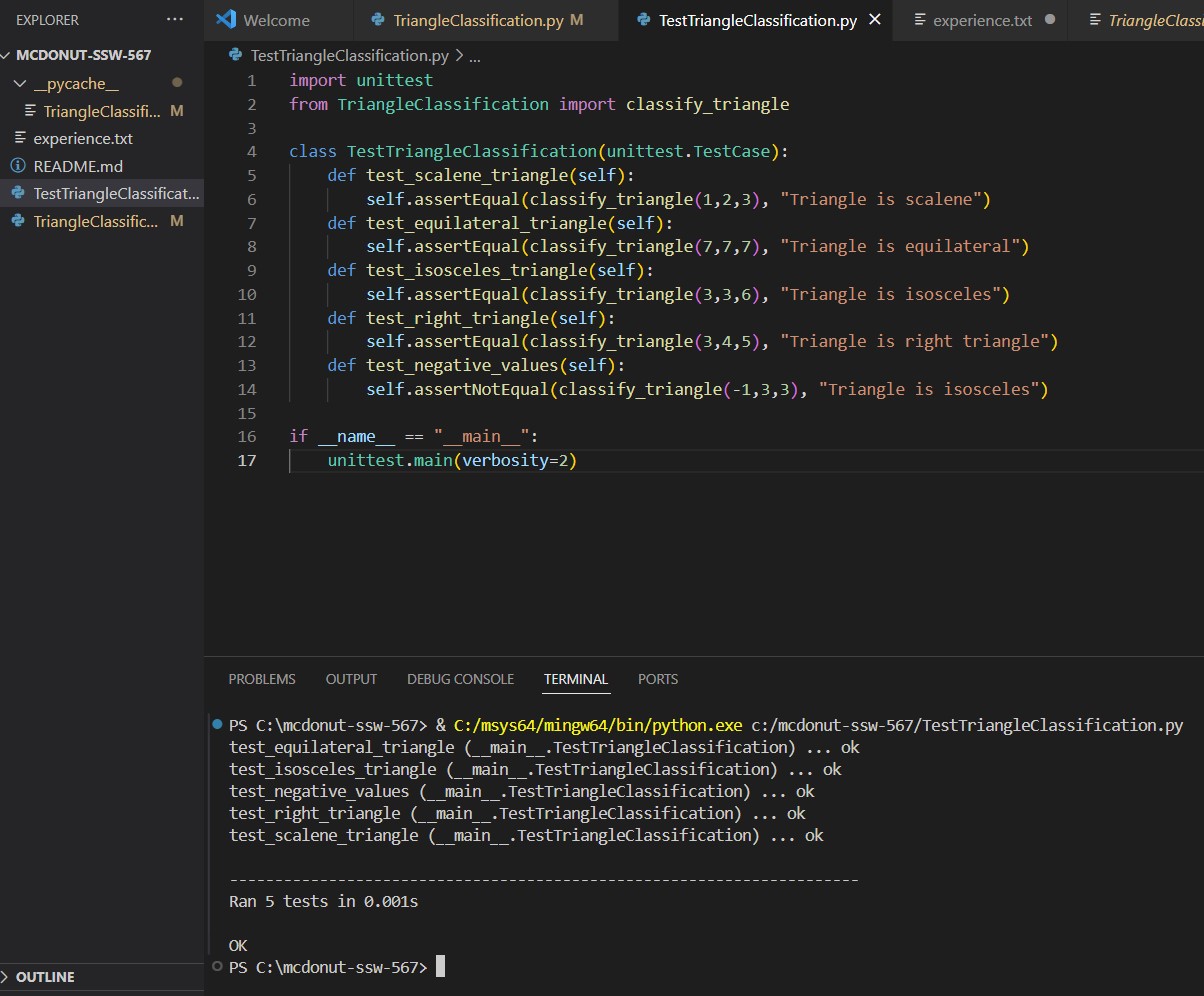 EXPLORER ...
MCDONUT-SSW-567
__pycache__
TriangleClassifi... M
experience.txt
README.md
TestTriangleClassificat...
TriangleClassific... M
OUTLINE
Welcome TriangleClassification.py M TestTriangleClassification.py experience.txt TriangleClass
TestTriangleClassification.py > ...
1 import unittest
2 from TriangleClassification import classify_triangle
3
4 class TestTriangleClassification(unittest.TestCase):
5 def test_scalene_triangle(self):
6 self.assertEqual(classify_triangle(1,2,3), "Triangle is scalene")
7 def test_equilateral_triangle(self):
8 self.assertEqual(classify_triangle(7,7,7), "Triangle is equilateral")
9 def test_isosceles_triangle(self):
10 self.assertEqual(classify_triangle(3,3,6), "Triangle is isosceles")
11 def test_right_triangle(self):
12 self.assertEqual(classify_triangle(3,4,5), "Triangle is right triangle")
13 def test_negative_values(self):
14 self.assertNotEqual(classify_triangle(-1,3,3), "Triangle is isosceles")
15
16 if __name__ == "__main__":
17 unittest.main(verbosity=2)
PROBLEMS OUTPUT DEBUG CONSOLE TERMINAL PORTS
PS C:\mcdonut-ssw-567> & C:/msys64/mingw64/bin/python.exe c:/mcdonut-ssw-567/TestTriangleClassification.py
test_equilateral_triangle (__main__.TestTriangleClassification) ... ok
test_isosceles_triangle (__main__.TestTriangleClassification) ... ok
test_negative_values (__main__.TestTriangleClassification) ... ok
test_right_triangle (__main__.TestTriangleClassification) ... ok
test_scalene_triangle (__main__.TestTriangleClassification) ... ok
----------------------------------------------------------------------
Ran 5 tests in 0.001s
OK
PS C:\mcdonut-ssw-567>